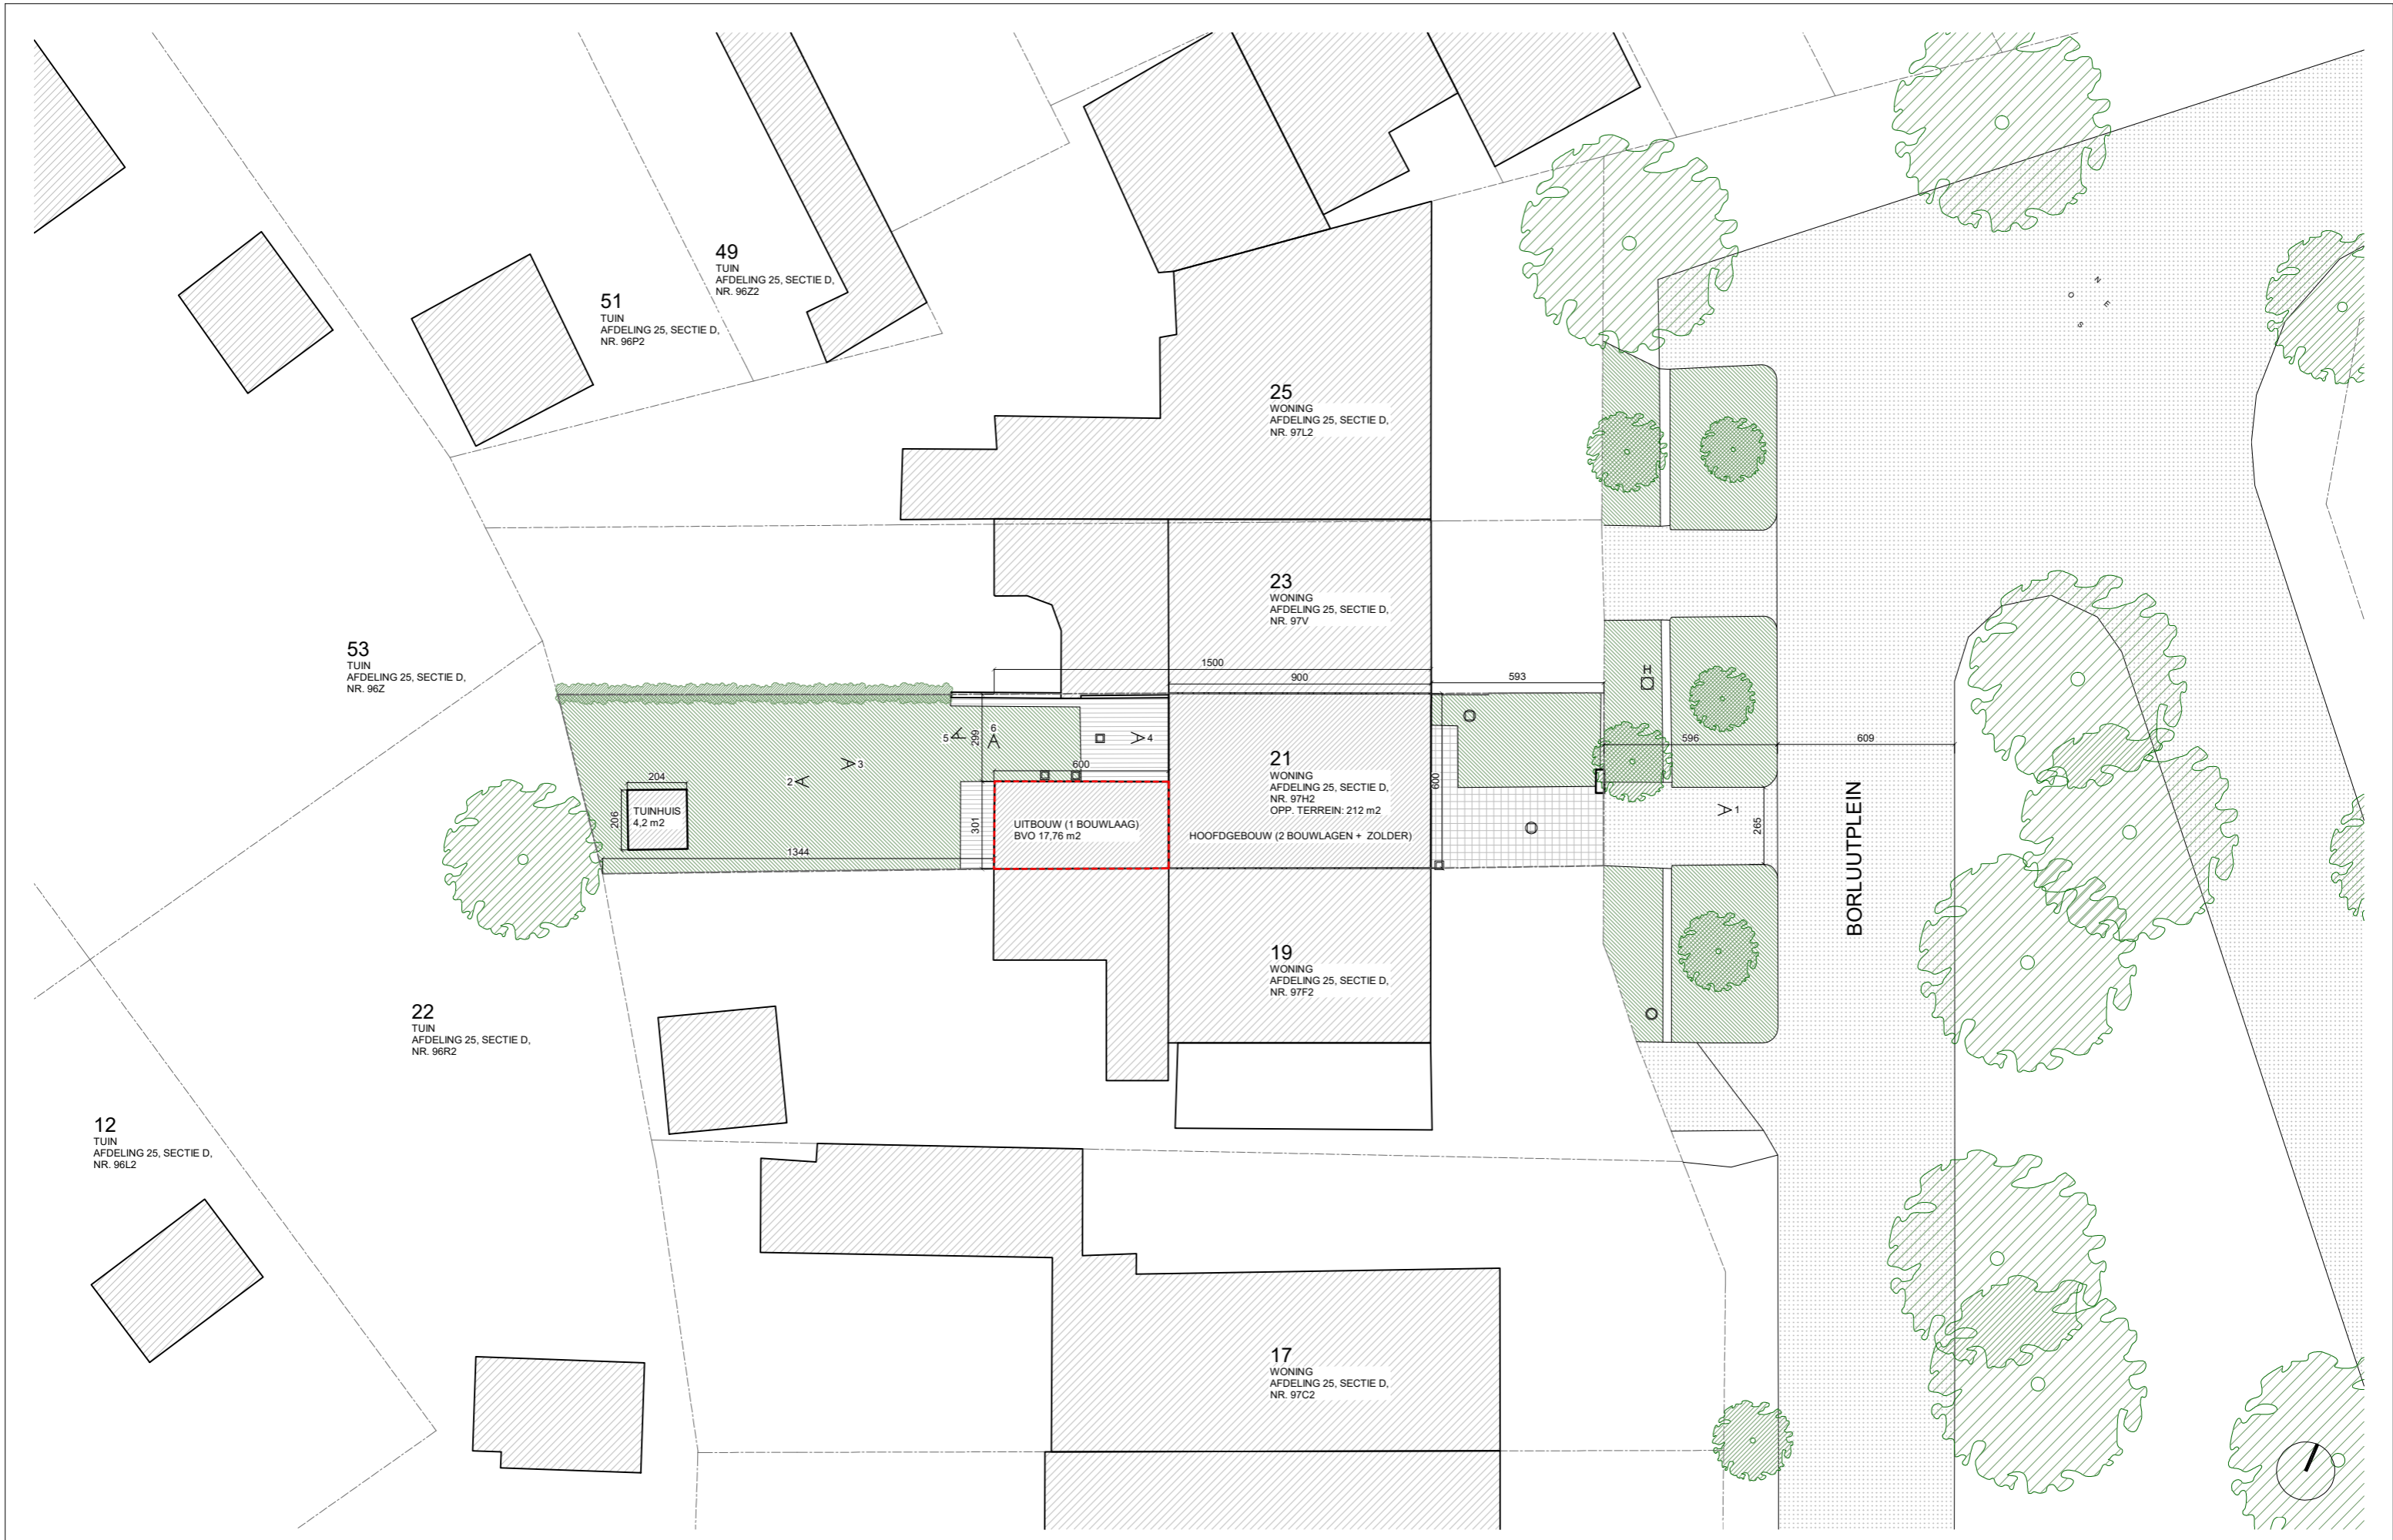 49
TUIN
AFDELING 25, SECTIE D,
NR. 96Z2
51
TUIN
AFDELING 25, SECTIE D,
NR. 96P2
N
E
O
S
25
WONING
AFDELING 25, SECTIE D,
NR. 97L2
23
WONING
AFDELING 25, SECTIE D,
NR. 97V
53
TUIN
AFDELING 25, SECTIE D,
NR. 96Z
1500
900
593
H
299
5
6
4
3
2
600
204
206
TUINHUIS
4,2 m2
1344
301
UITBOUW (1 BOUWLAAG)
BVO 17,76 m2
21
WONING
AFDELING 25, SECTIE D,
NR. 97H2
OPP. TERREIN: 212 m2
HOOFDGEBOUW (2 BOUWLAGEN + ZOLDER)
600
596
609
1
265
BORLUUTPLEIN
19
WONING
AFDELING 25, SECTIE D,
NR. 97F2
22
TUIN
AFDELING 25, SECTIE D,
NR. 96R2
12
TUIN
AFDELING 25, SECTIE D,
NR. 96L2
17
WONING
AFDELING 25, SECTIE D,
NR. 97C2